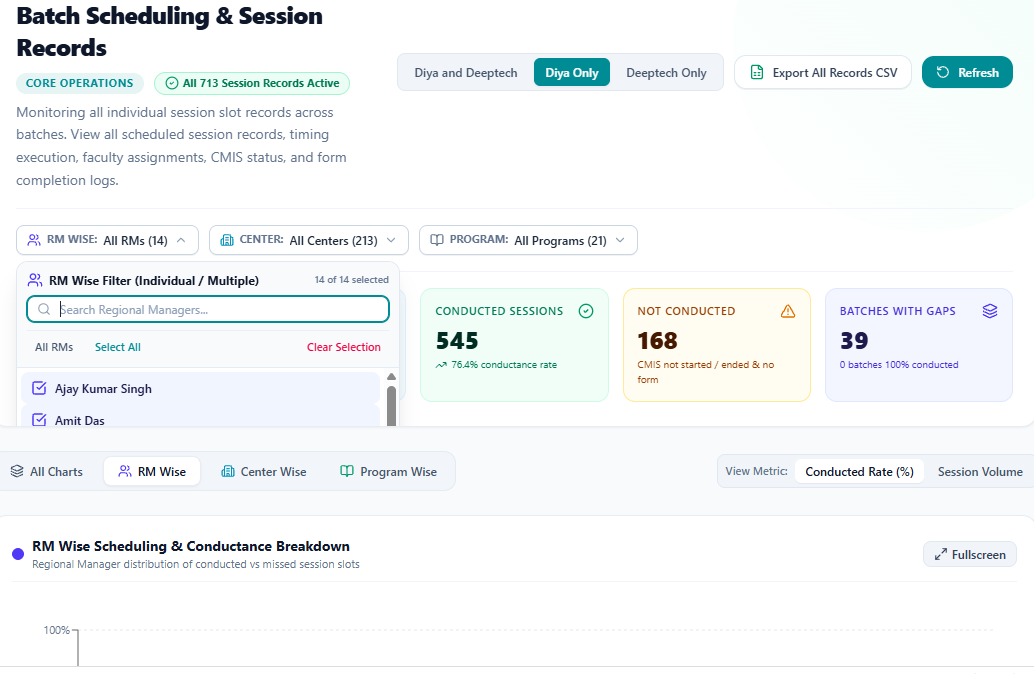 Batch Scheduling & Session
Records
CORE OPERATIONS
All 713 Session Records Active
Monitoring all individual session slot records across
batches. View all scheduled session records, timing
execution, faculty assignments, CMIS status, and form
completion logs.
Diya and Deeptech
Diya Only
Deeptech Only
Export All Records CSV
Refresh
RM WISE: All RMs (14)
CENTER: All Centers (213)
PROGRAM: All Programs (21)
RM Wise Filter (Individual / Multiple)
14 of 14 selected
Search Regional Managers...
All RMs
Select All
Clear Selection
Ajay Kumar Singh
Amit Das
CONDUCTED SESSIONS
545
76.4% conductance rate
NOT CONDUCTED
168
CMIS not started / ended & no
form
BATCHES WITH GAPS
39
0 batches 100% conducted
All Charts
RM Wise
Center Wise
Program Wise
View Metric:
Conducted Rate (%)
Session Volume
RM Wise Scheduling & Conductance Breakdown
Regional Manager distribution of conducted vs missed session slots
Fullscreen
100%